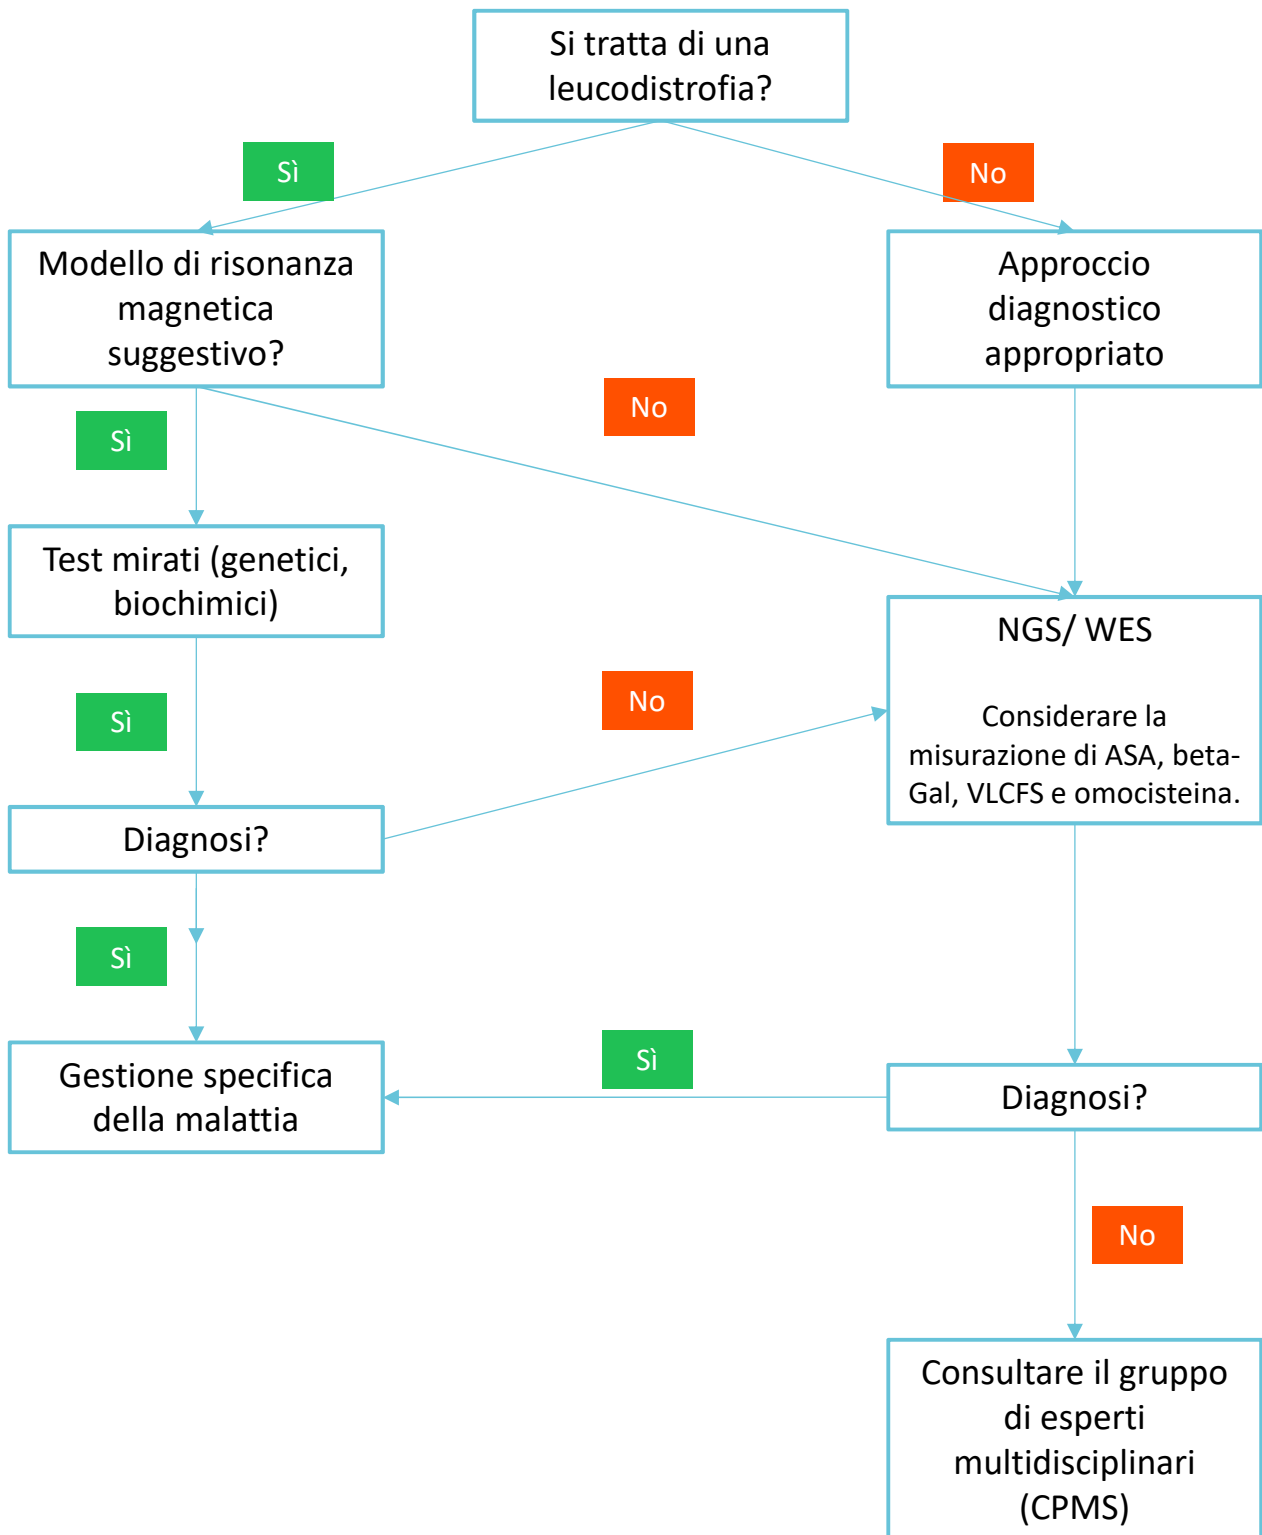 Si tratta di una
leucodistrofia?
Sì
No
Modello di risonanza
magnetica
suggestivo?
Approccio
diagnostico
appropriato
No
Sì
Test mirati (genetici,
biochimici)
NGS/ WES
Considerare la
misurazione di ASA, beta-
Gal, VLCFS e omocisteina.
No
Sì
Diagnosi?
Sì
Gestione specifica
della malattia
Sì
Diagnosi?
No
Consultare il gruppo
di esperti
multidisciplinari
(CPMS)